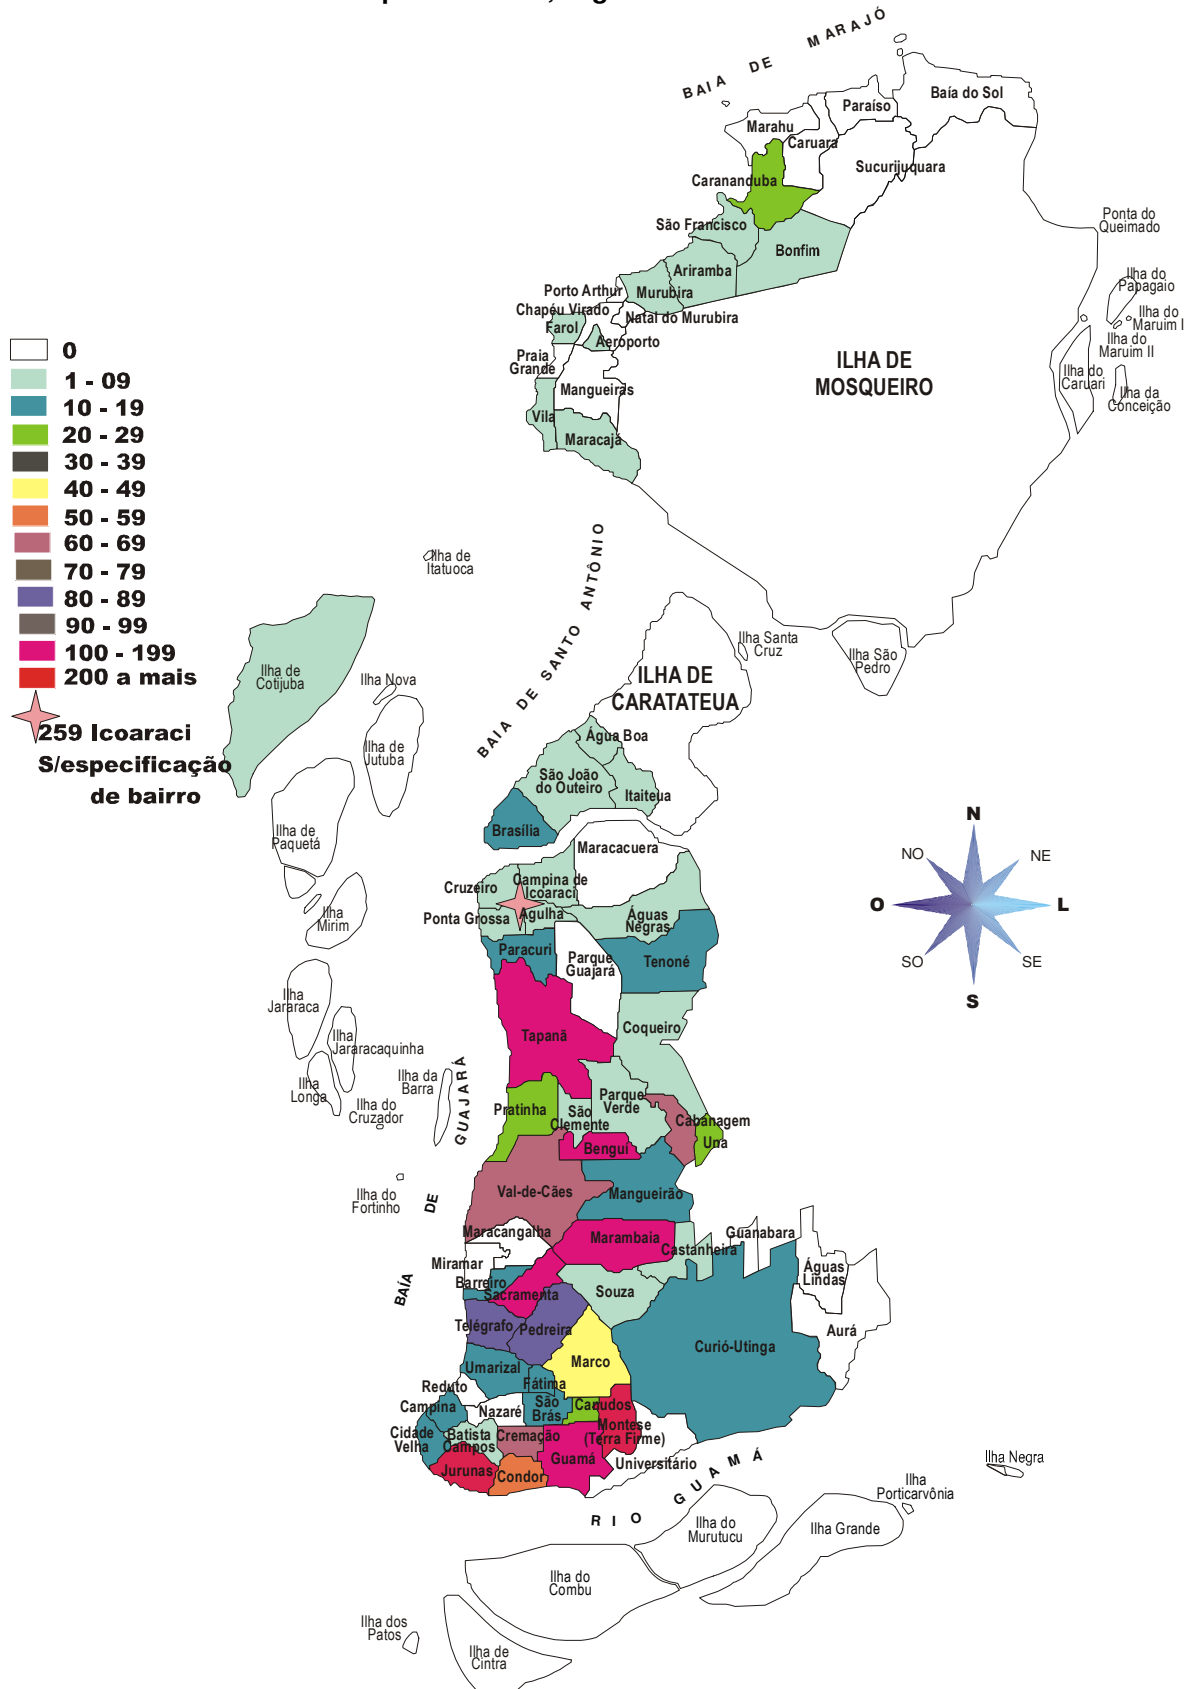 BAIA DE MARAJÓ
Baía do Sol
Paraíso
Marahu
Caruara
Sucurijuquara
Carananduba
São Francisco
Bonfim
Ariramba
Murubira
Porto Arthur
Chapéu Virado
Natal do Murubira
Farol
Aeróporto
Praia
Grande
Mangueiras
Vila
Maracajá
ILHA DE
MOSQUEIRO
Ponta do
Queimado
Ilha do
Papagaio
Ilha do
Maruim I
Ilha do
Maruim II
Ilha do
Caruari
Ilha da
Conceição
0
1 - 09
10 - 19
20 - 29
30 - 39
40 - 49
50 - 59
60 - 69
70 - 79
80 - 89
90 - 99
100 - 199
200 a mais
259 Icoaraci
S/especificação
de bairro
Ilha de
Itatuoca
BAIA DE SANTO ANTÔNIO
Ilha Santa
Cruz
Ilha São
Pedro
ILHA DE
CARATATEUA
Ilha de
Cotijuba
Ilha Nova
Ilha de
Jutuba
Água Boa
São João
do Outeiro
Itaiteua
Brasília
Ilha de
Paquetá
Ilha
Mirim
Ilha
Jararaca
Ilha
Jararacaquinha
Ilha
Longa
Ilha da
Barra
Ilha do
Cruzador
Ilha do
Fortinho
N
NO
NE
O
L
SO
SE
S
Maracacuera
Cruzeiro
Campina de
Icoaraci
Ponta Grossa
Agulha
Águas
Negras
Paracuri
Parque
Guajará
Tenoné
Tapanã
Coqueiro
BAÍA DE GUAJARÁ
Pratinha
São
Clemente
Parque
Verde
Cabanagem
Una
Benguí
Val-de-Cães
Mangueirão
Maracangalha
Marambaia
Castanheira
Guanabara
Miramar
Águas
Lindas
Barreiro
Sacramenta
Souza
Aurá
Telégrafo
Pedreira
Curió-Utinga
Marco
Umarizal
Fátima
Reduto
Campina
Nazaré
São
Brás
Canudos
Cidade
Velha
Batista
Campos
Cremação
Montese
(Terra Firme)
Guamá
Universitário
Jurunas
Condor
RIO GUAMÁ
Ilha Negra
Ilha
Porticarvônia
Ilha do
Murutucu
Ilha Grande
Ilha do
Combu
Ilha dos
Patos
Ilha de
Cintra